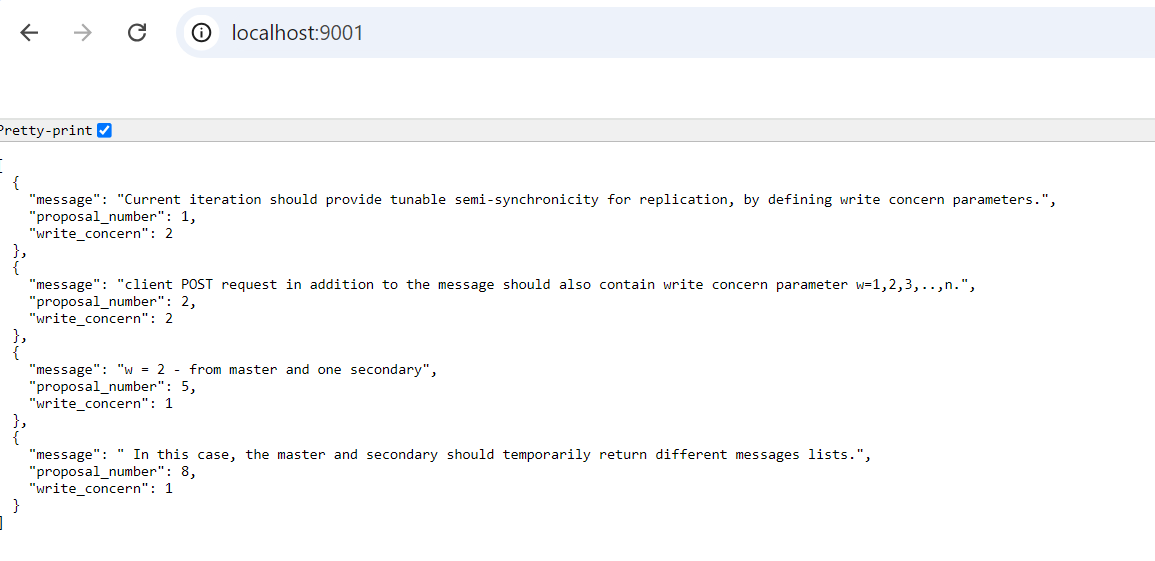 localhost:9001
Pretty-print
[
{
"message": "Current iteration should provide tunable semi-synchronicity for replication, by defining write concern parameters.",
"proposal_number": 1,
"write_concern": 2
},
{
"message": "client POST request in addition to the message should also contain write concern parameter w=1,2,3,..,n.",
"proposal_number": 2,
"write_concern": 2
},
{
"message": "w = 2 - from master and one secondary",
"proposal_number": 5,
"write_concern": 1
},
{
"message": " In this case, the master and secondary should temporarily return different messages lists.",
"proposal_number": 8,
"write_concern": 1
}
]